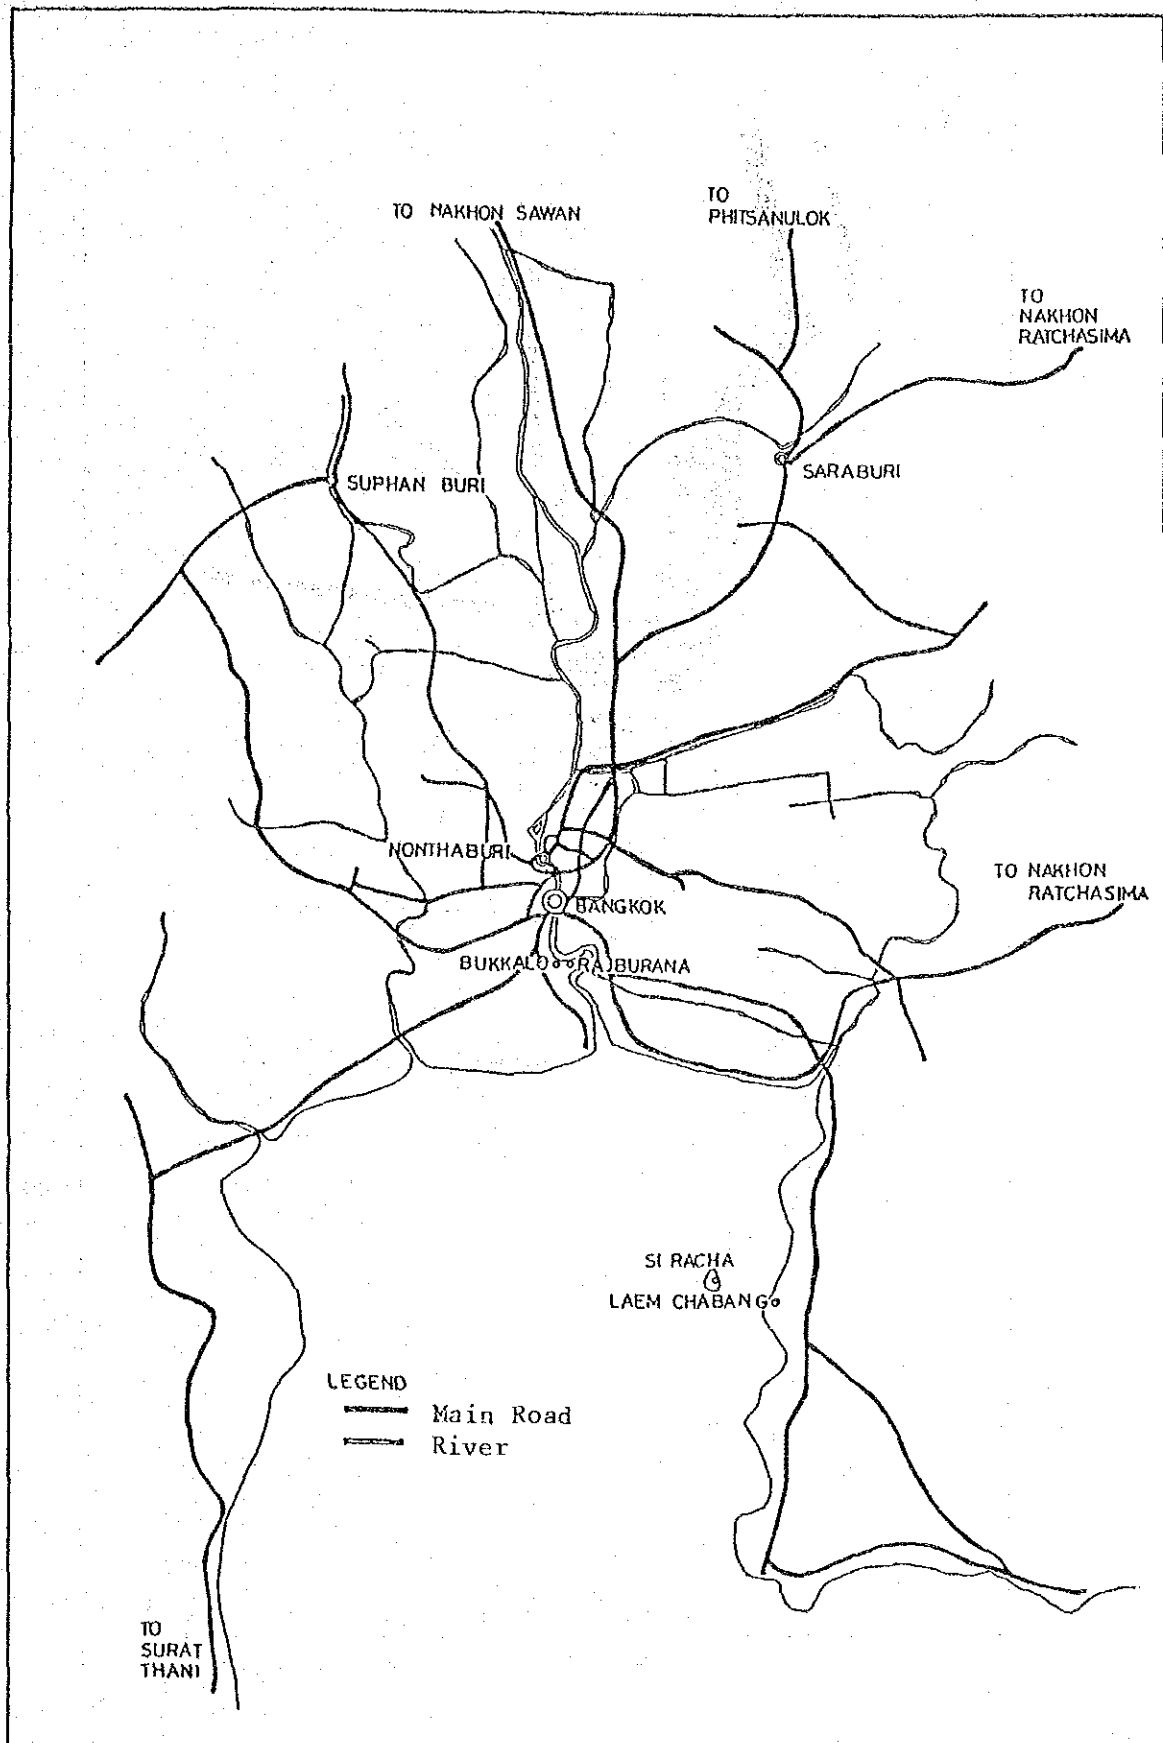 TO NAKHON SAWAN
TO
PHITSANULOK
TO
NAKHON
RATCHASIMA
SUPHAN BURI
SARABURI
NONTHABURI
TO NAKHON
RATCHASIMA
BANGKOK
BUKKALO
RAJBURANA
SI RACHA
LAEM CHABANG
LEGEND
Main Road
River
TO
SURAT
THANI